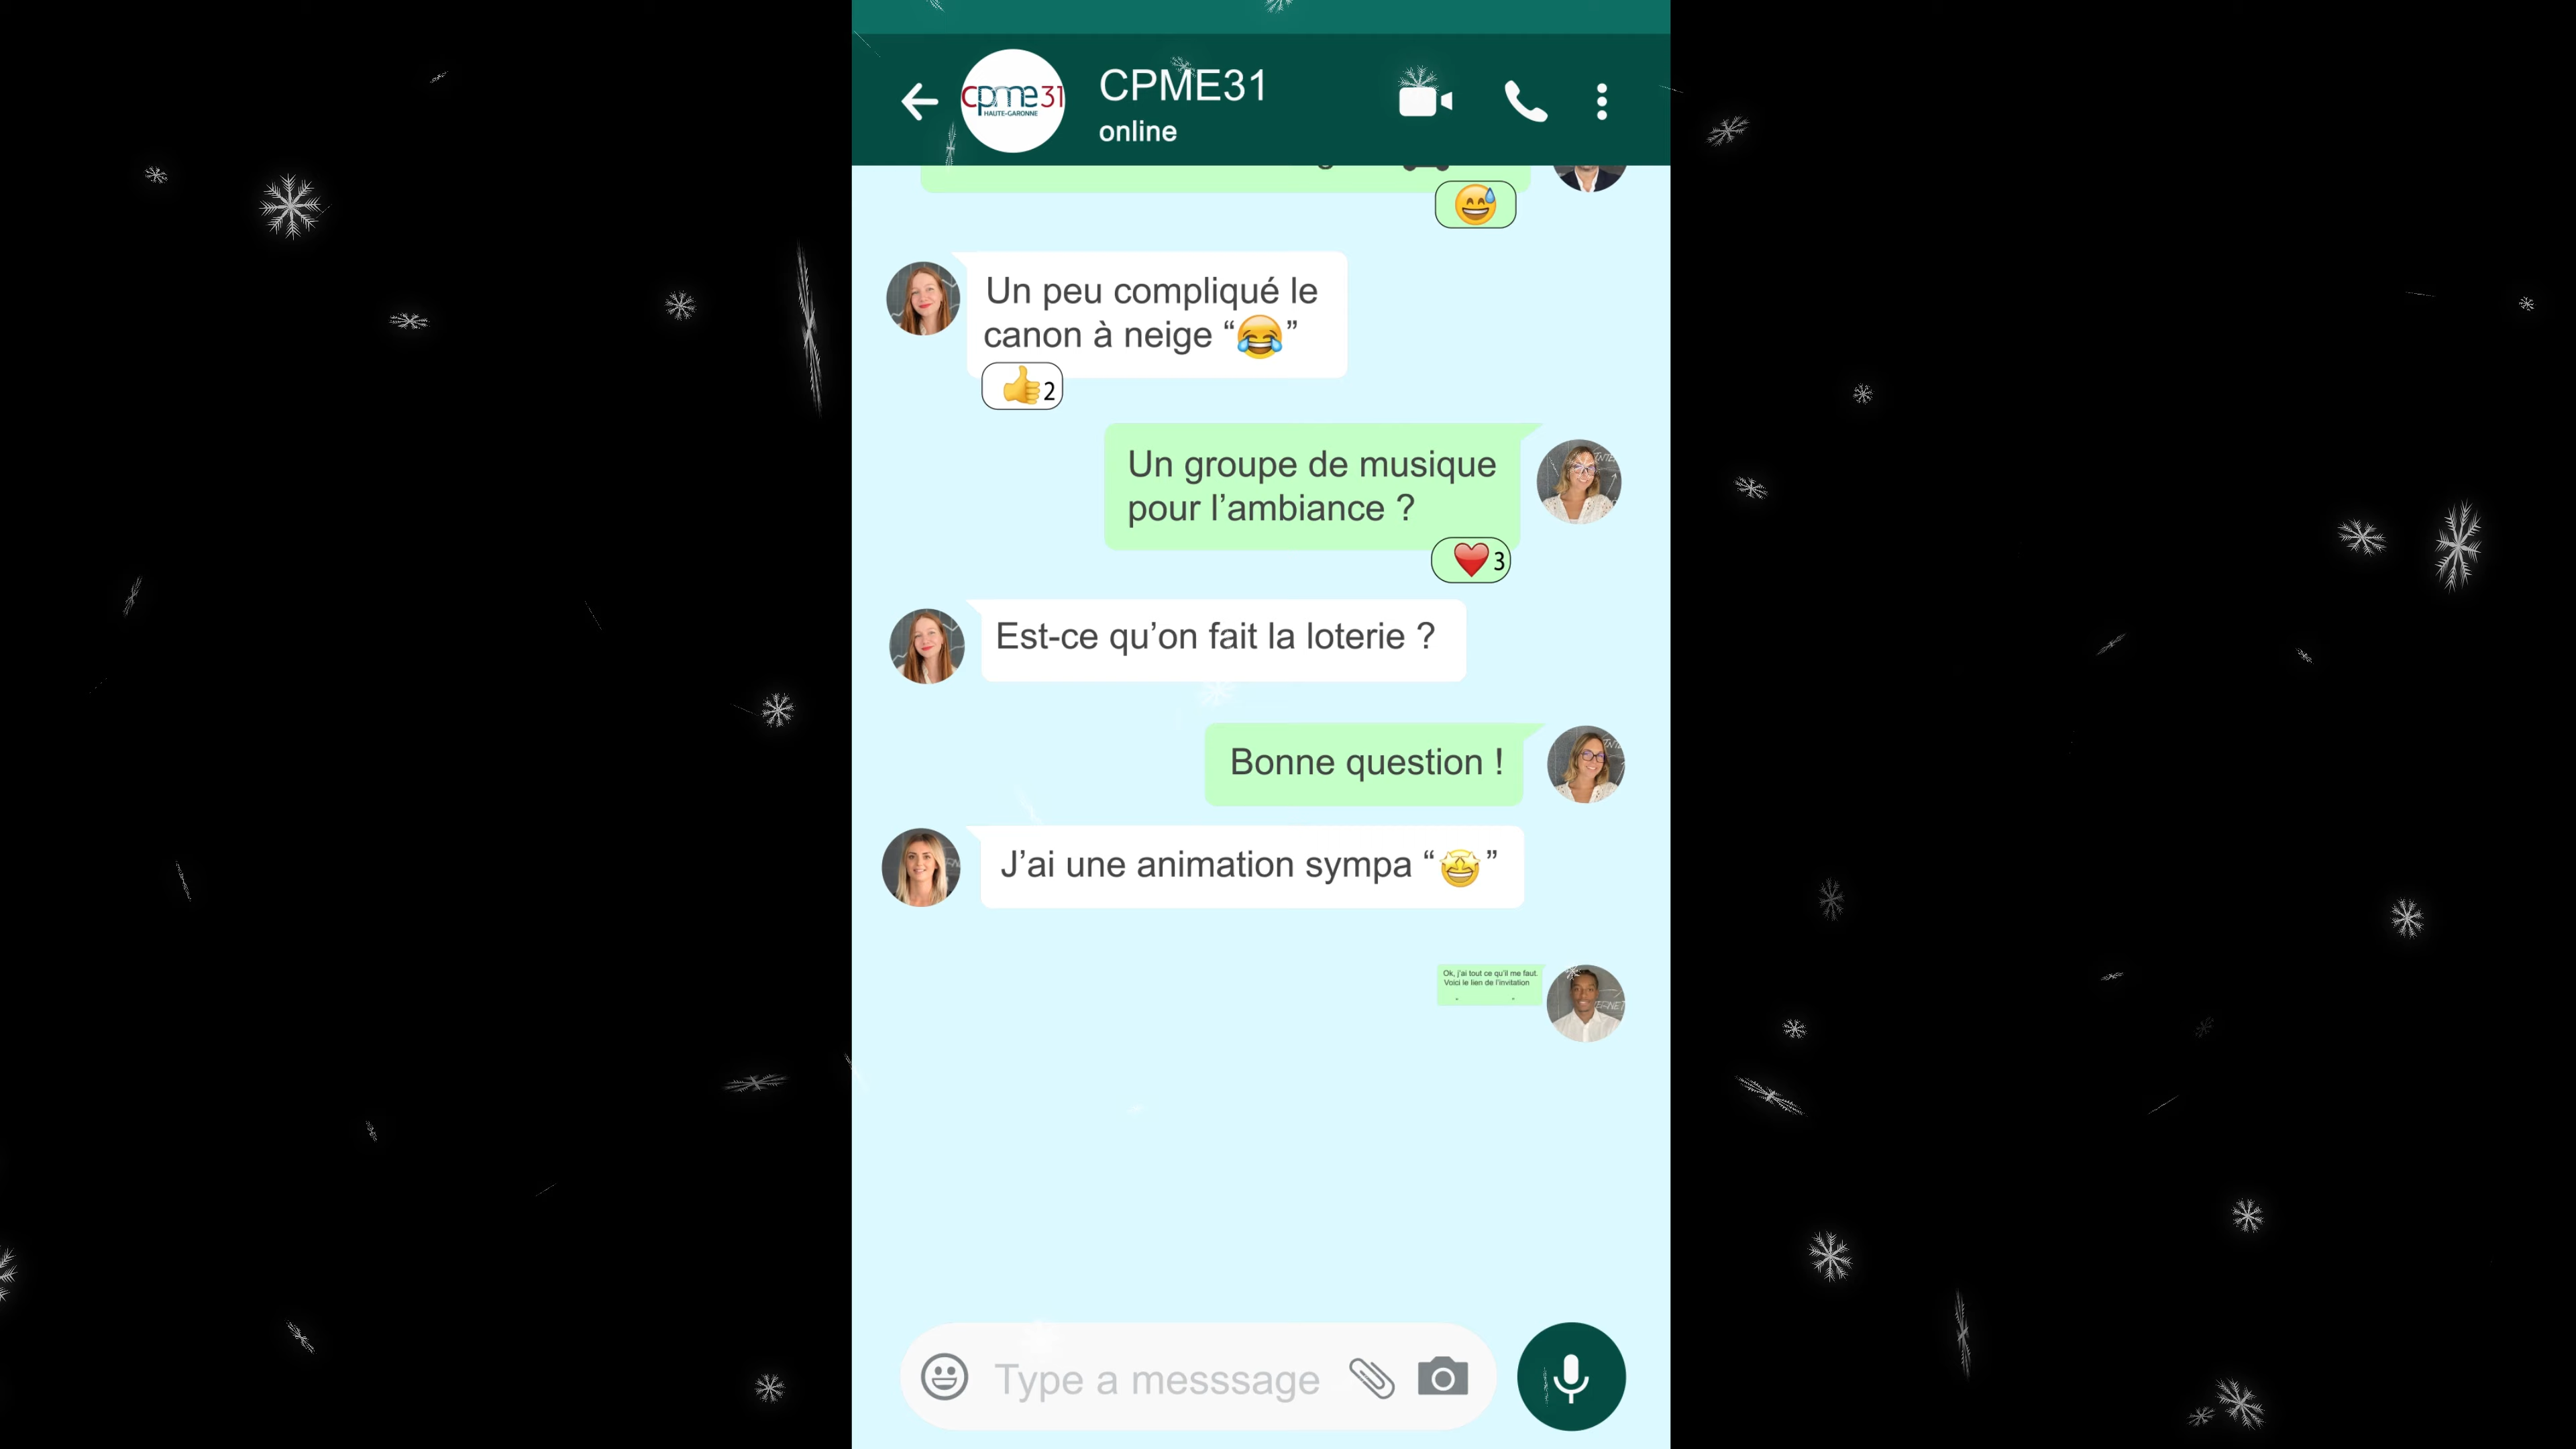 cpme31
HAUTE-GARONNE
CPME31
online
Un peu compliqué le
canon à neige “😂”
👍2
Un groupe de musique
pour l’ambiance ?
❤️3
Est-ce qu’on fait la loterie ?
Bonne question !
J’ai une animation sympa “🤩”
Ok, j’ai tout ce qu’il me faut.
Voici le lien de l’invitation
Type a messsage